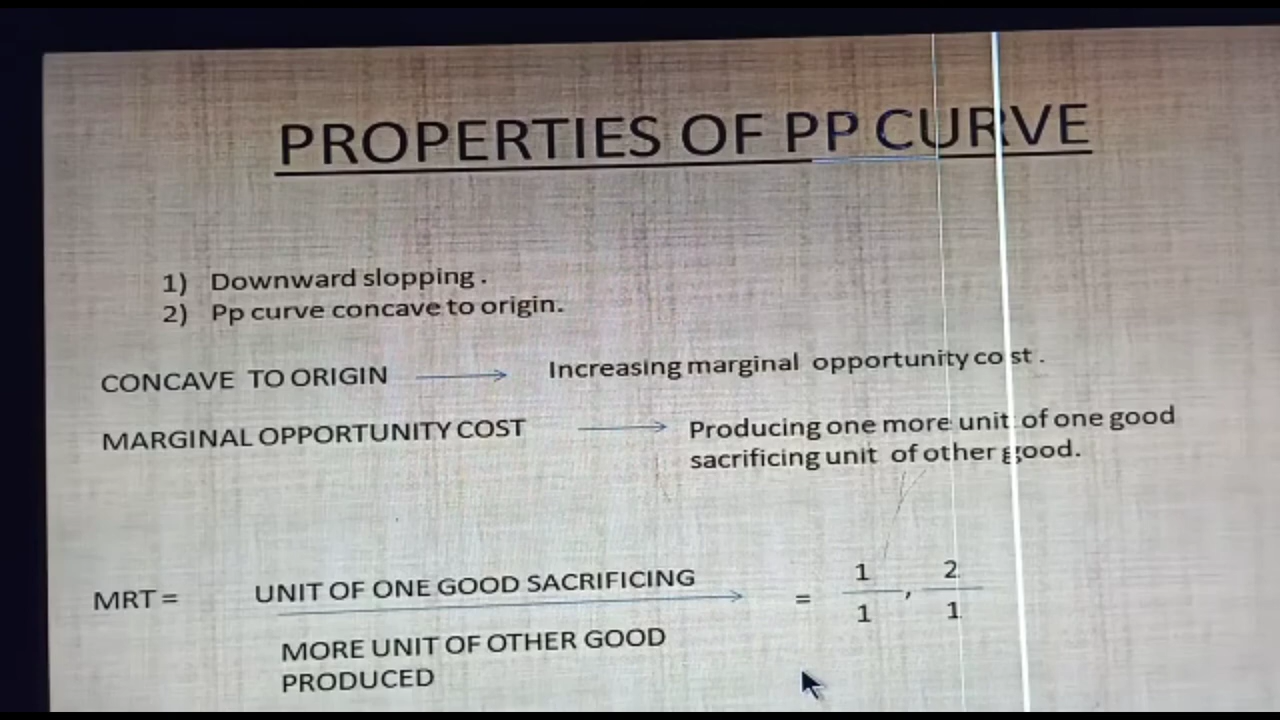 PROPERTIES OF PP CURVE
1) Downward slopping .
2) Pp curve concave to origin.
CONCAVE TO ORIGIN → Increasing marginal opportunity cost .
MARGINAL OPPORTUNITY COST → Producing one more unit of one good
sacrificing unit of other good.
MRT = UNIT OF ONE GOOD SACRIFICING = 1 , 2
MORE UNIT OF OTHER GOOD 1 1
PRODUCED